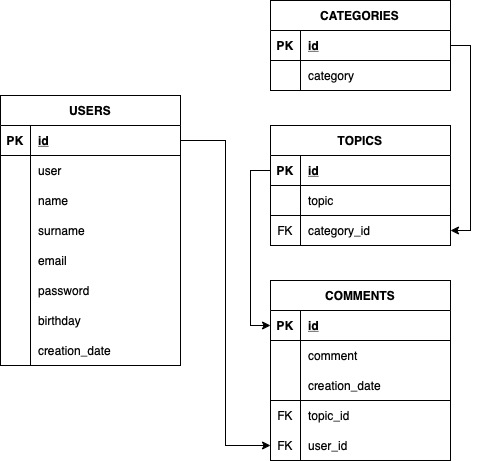 CATEGORIES
PK id
category
USERS
PK id
user
name
surname
email
password
birthday
creation_date
TOPICS
PK id
topic
FK category_id
COMMENTS
PK id
comment
creation_date
FK topic_id
FK user_id